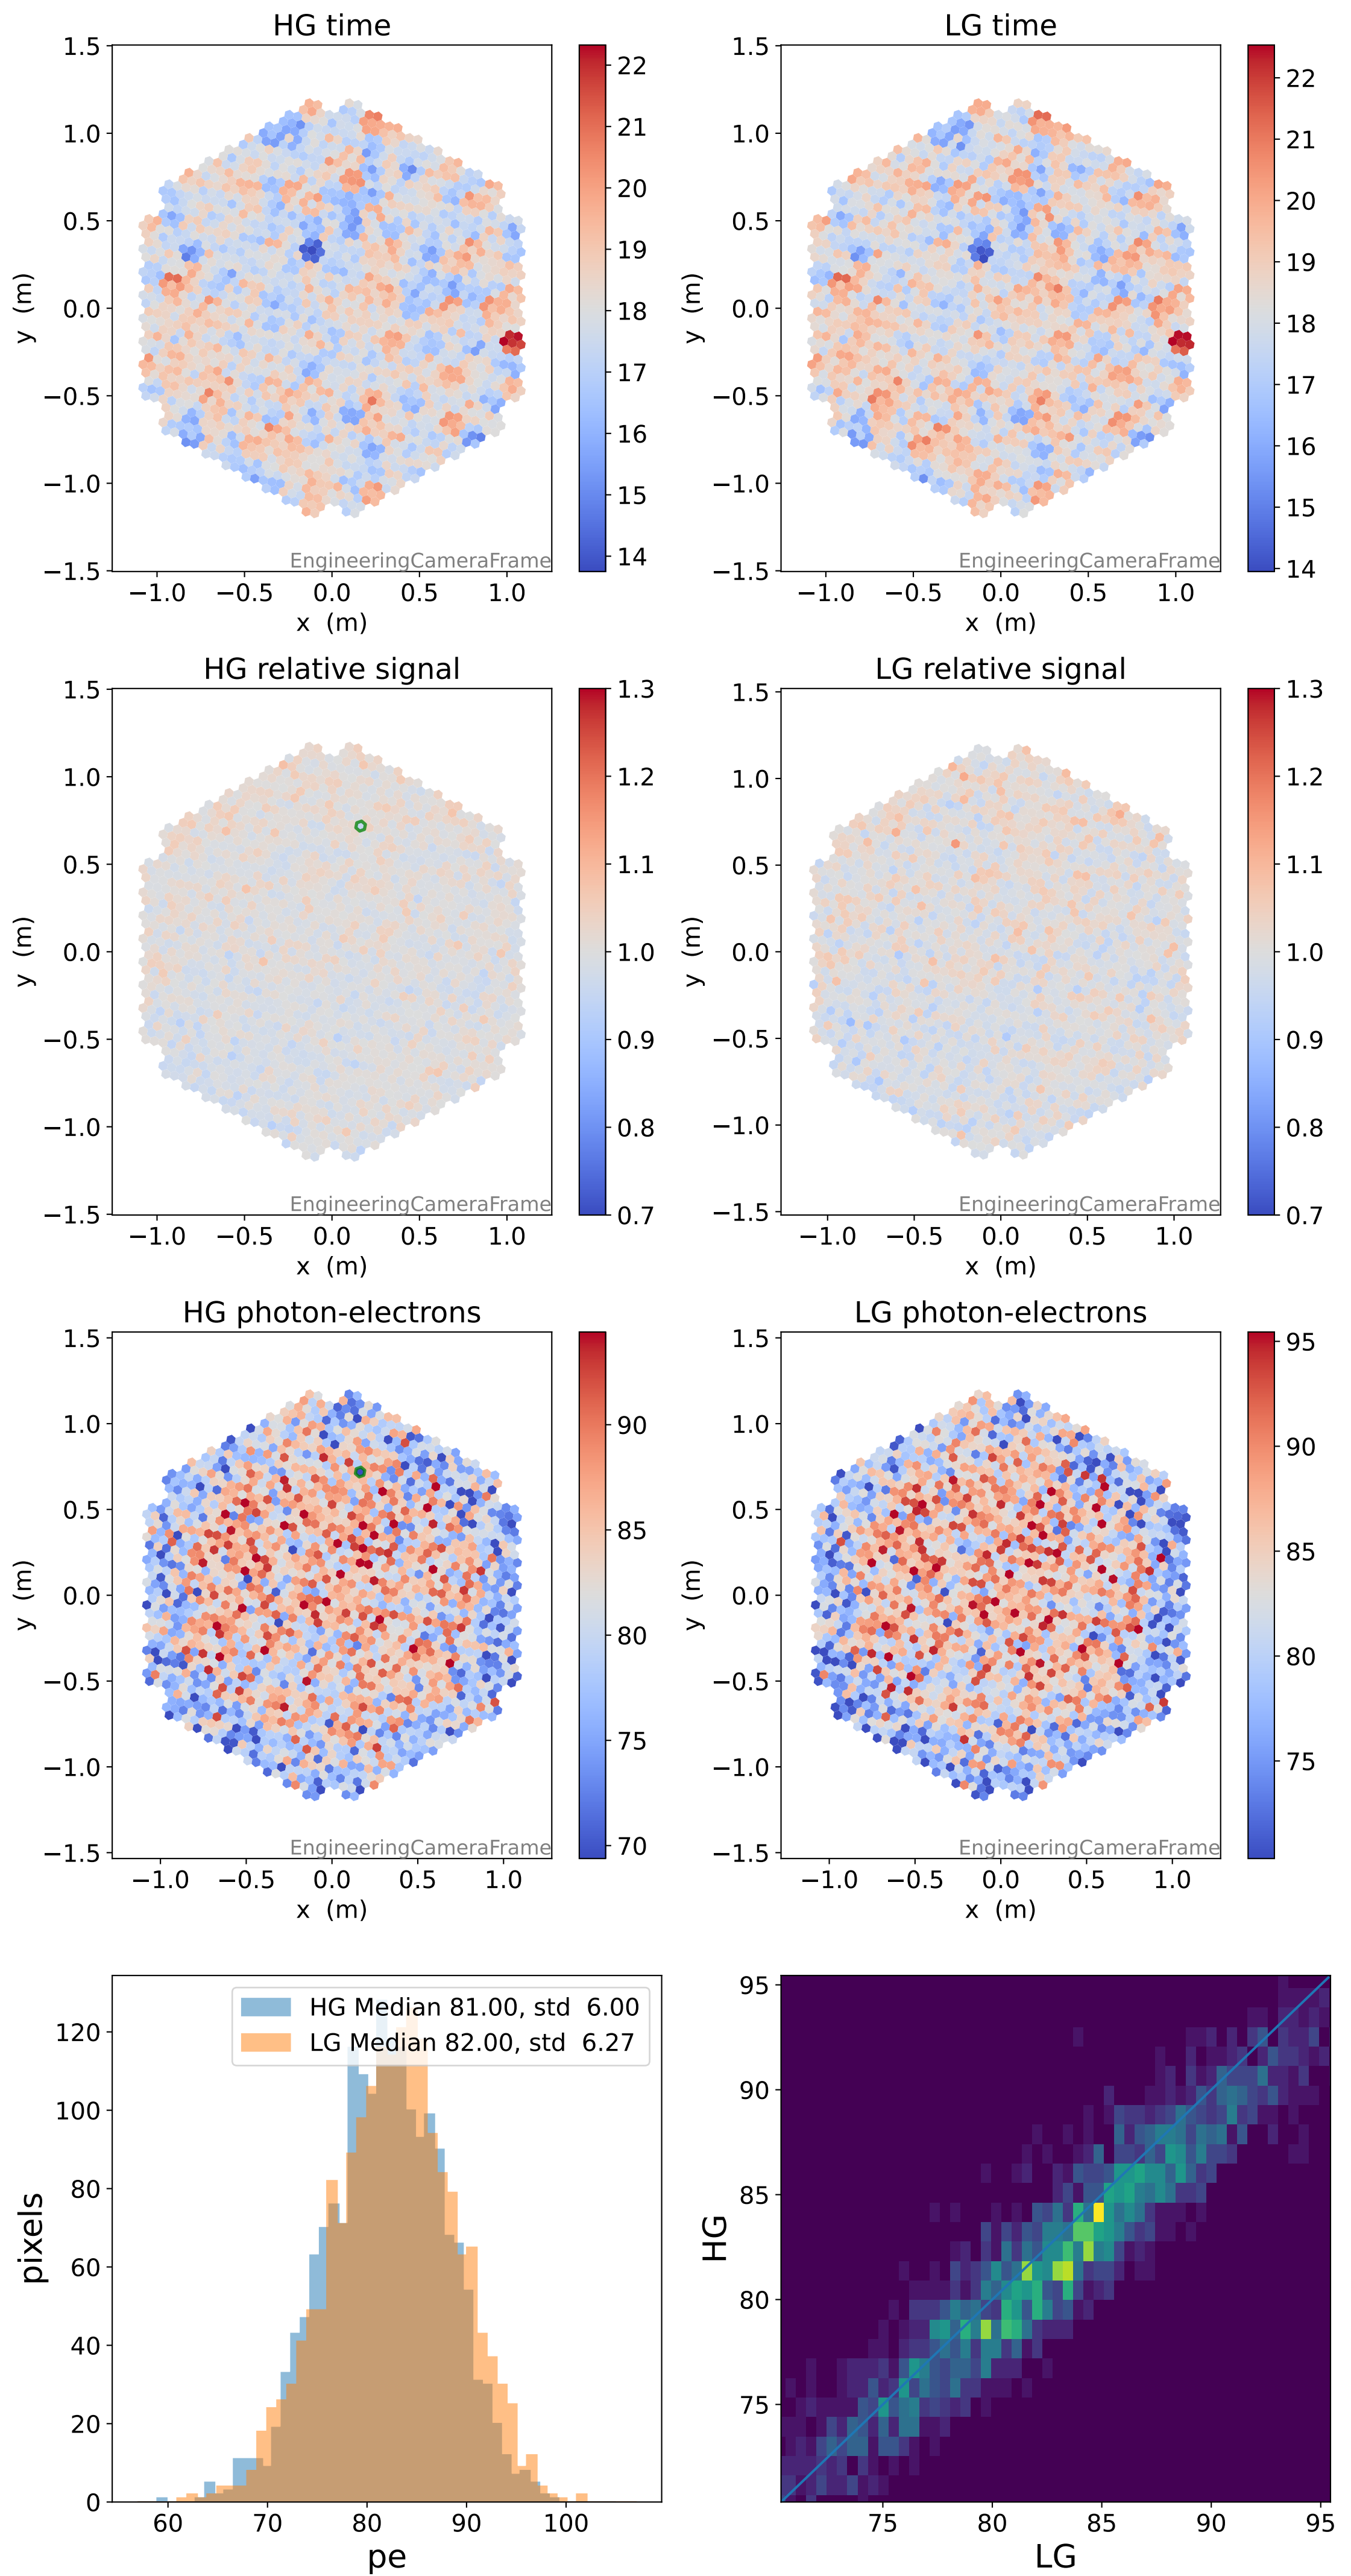 HG time
LG time
1.5
1.0
0.5
0.0
−0.5
−1.0
−1.5
y (m)
−1.0 −0.5 0.0 0.5 1.0
x (m)
EngineeringCameraFrame
22
21
20
19
18
17
16
15
14
1.5
1.0
0.5
0.0
−0.5
−1.0
−1.5
y (m)
−1.0 −0.5 0.0 0.5 1.0
x (m)
EngineeringCameraFrame
22
21
20
19
18
17
16
15
14
HG relative signal
LG relative signal
1.5
1.0
0.5
0.0
−0.5
−1.0
−1.5
y (m)
−1.0 −0.5 0.0 0.5 1.0
x (m)
EngineeringCameraFrame
1.3
1.2
1.1
1.0
0.9
0.8
0.7
1.5
1.0
0.5
0.0
−0.5
−1.0
−1.5
y (m)
−1.0 −0.5 0.0 0.5 1.0
x (m)
EngineeringCameraFrame
1.3
1.2
1.1
1.0
0.9
0.8
0.7
HG photon-electrons
LG photon-electrons
1.5
1.0
0.5
0.0
−0.5
−1.0
−1.5
y (m)
−1.0 −0.5 0.0 0.5 1.0
x (m)
EngineeringCameraFrame
90
85
80
75
70
1.5
1.0
0.5
0.0
−0.5
−1.0
−1.5
y (m)
−1.0 −0.5 0.0 0.5 1.0
x (m)
EngineeringCameraFrame
95
90
85
80
75
HG Median 81.00, std 6.00
LG Median 82.00, std 6.27
120
100
80
60
40
20
0
pixels
60 70 80 90 100
pe
95
90
85
80
75
HG
75 80 85 90 95
LG